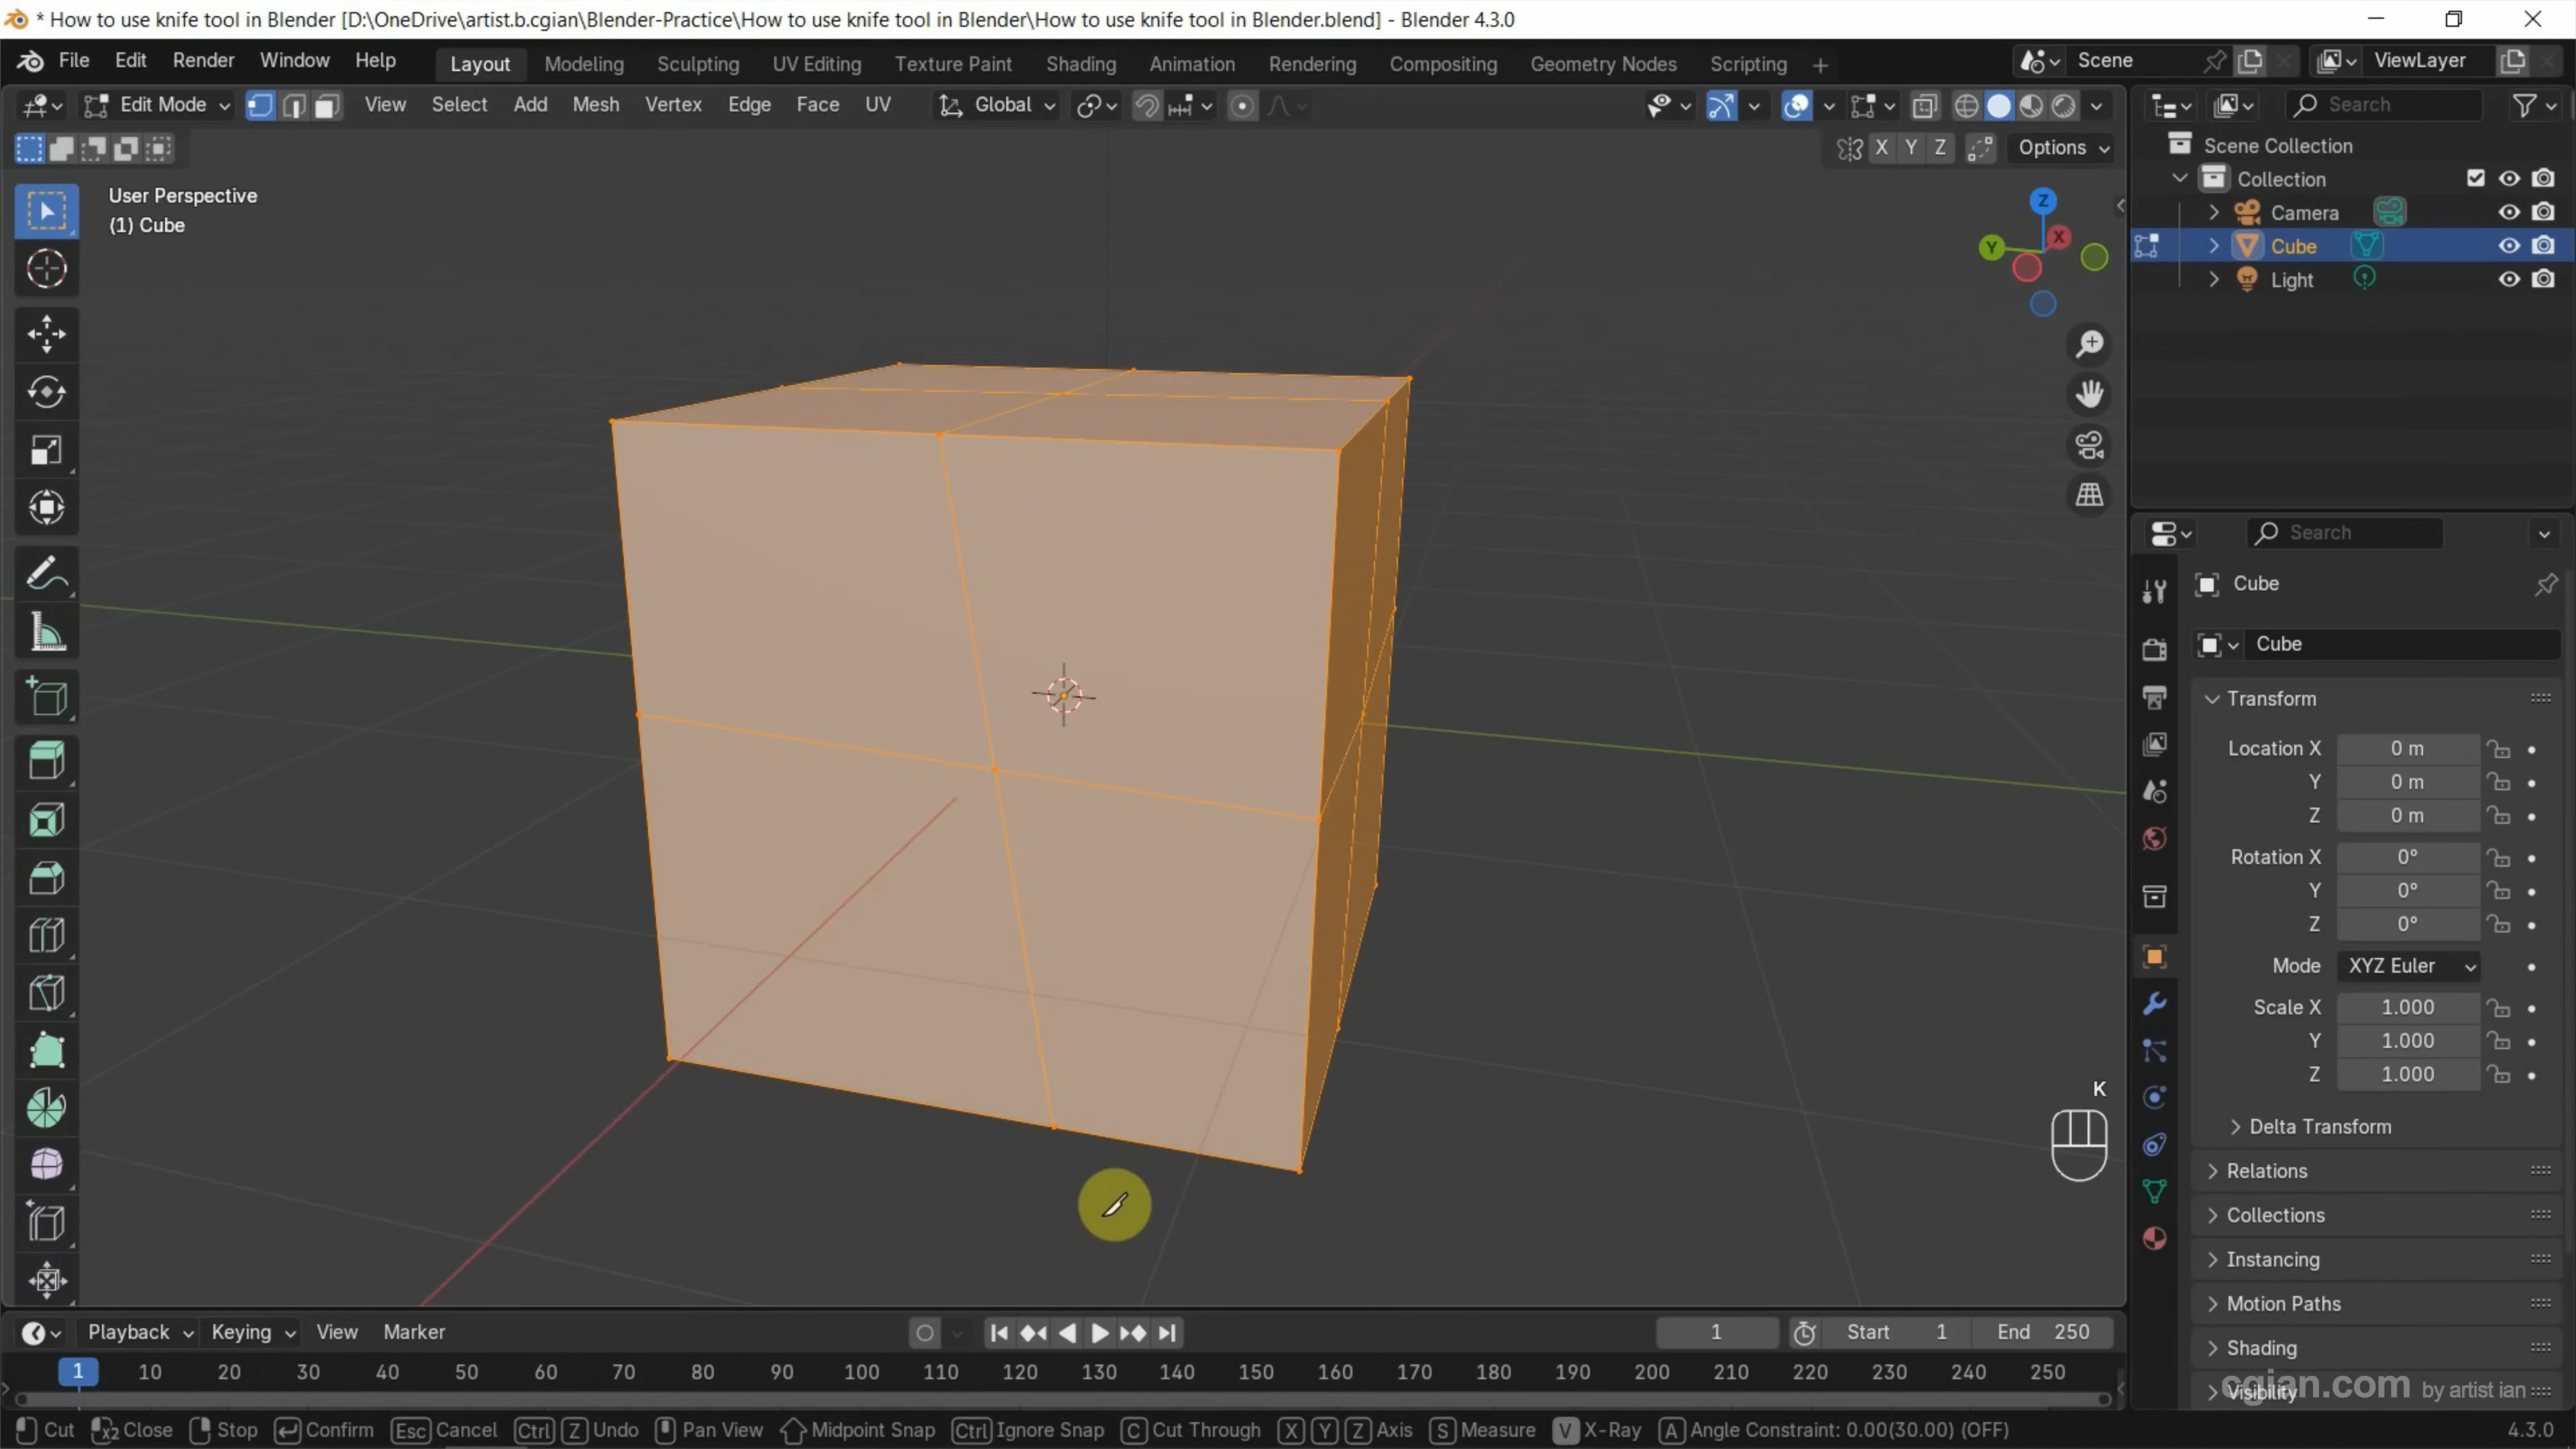 * How to use knife tool in Blender [D:\OneDrive\artist.b.cgian\Blender-Practice\How to use knife tool in Blender\How to use knife tool in Blender.blend] - Blender 4.3.0
File Edit Render Window Help Layout Modeling Sculpting UV Editing Texture Paint Shading Animation Rendering Compositing Geometry Nodes Scripting + Scene ViewLayer
Edit Mode View Select Add Mesh Vertex Edge Face UV Global Search
X Y Z Options
Scene Collection
Collection
Camera
Cube
Light
User Perspective
(1) Cube
Z
X
Y
Search
Cube
Cube
Transform
Location X 0 m
Y 0 m
Z 0 m
Rotation X 0°
Y 0°
Z 0°
Mode XYZ Euler
Scale X 1.000
Y 1.000
Z 1.000
Delta Transform
Relations
Collections
Instancing
Motion Paths
Shading
Visibility
cgian.com by artist ian
K
Playback Keying View Marker 1 Start 1 End 250
1 10 20 30 40 50 60 70 80 90 100 110 120 130 140 150 160 170 180 190 200 210 220 230 240 250
Cut x2 Close Stop Confirm Esc Cancel Ctrl Z Undo Pan View Midpoint Snap Ctrl Ignore Snap C Cut Through X Y Z Axis S Measure V X-Ray A Angle Constraint: 0.00(30.00) (OFF) 4.3.0